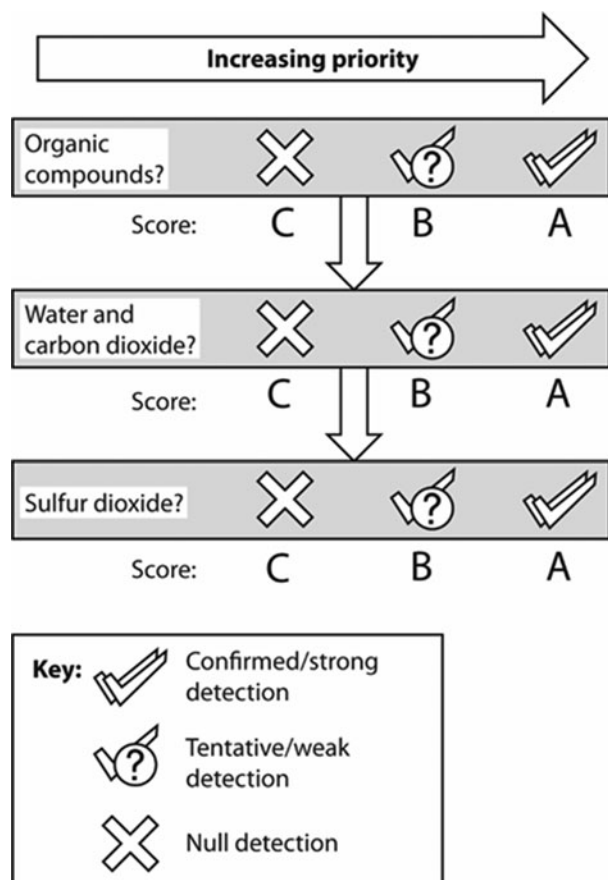 Increasing priority
Organic
compounds?
Score: C B A
Water and
carbon dioxide?
Score: C B A
Sulfur dioxide?
Score: C B A
Key: Confirmed/strong
detection
? Tentative/weak
detection
Null detection